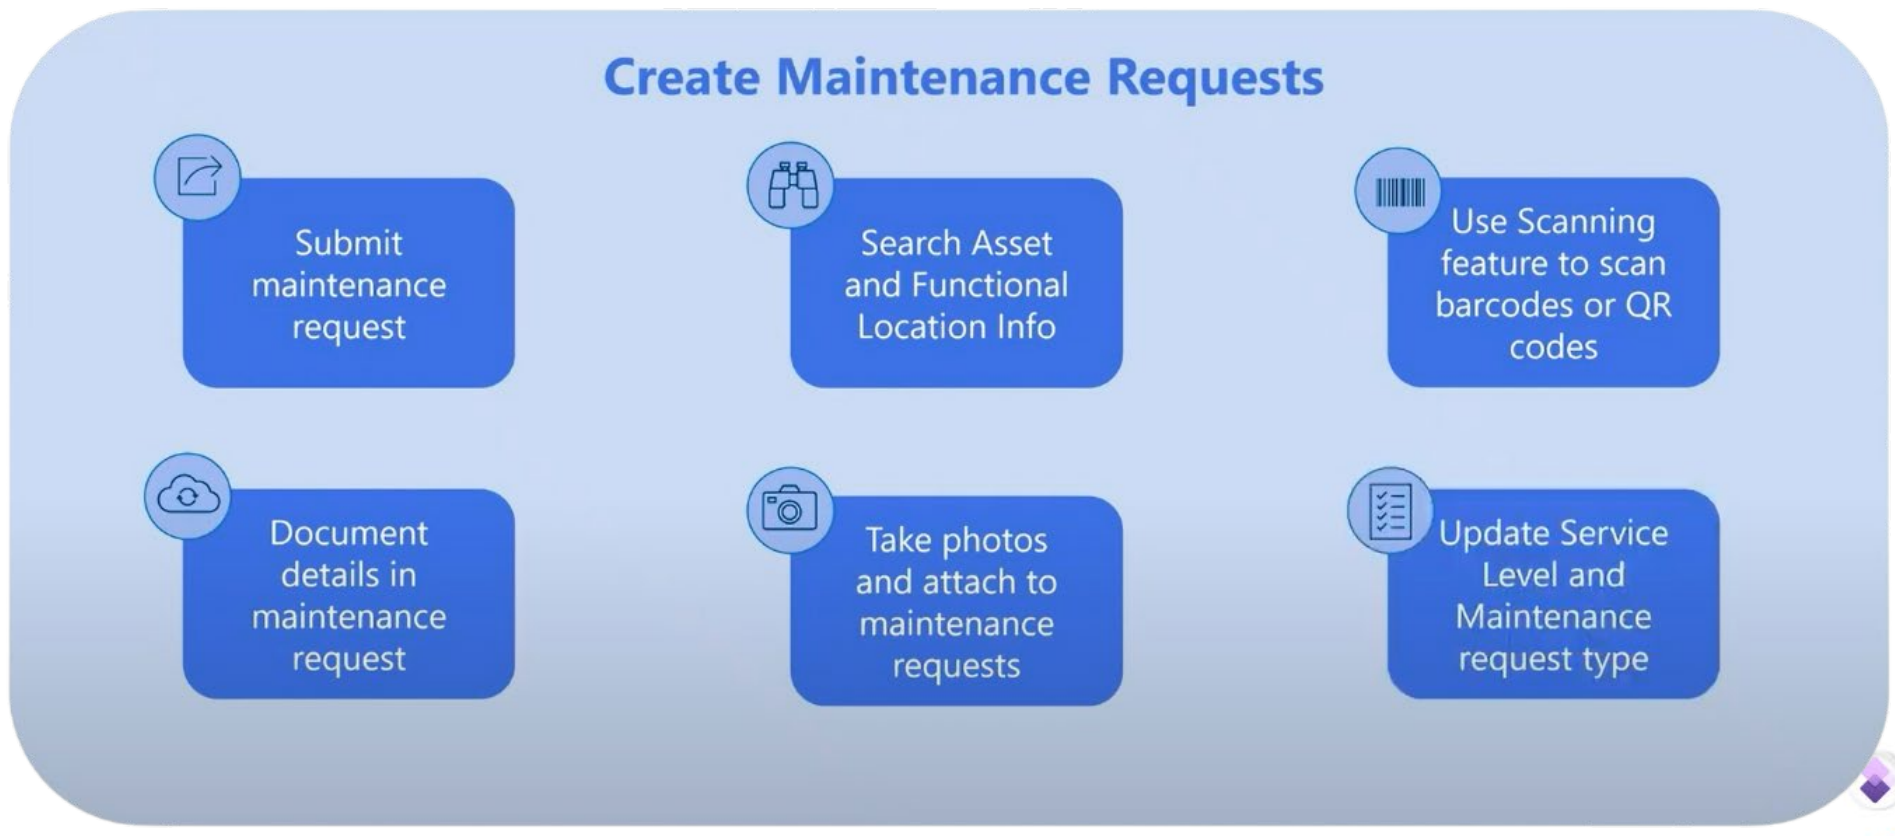 Create Maintenance Requests
Submit
maintenance
request
Search Asset
and Functional
Location Info
Use Scanning
feature to scan
barcodes or QR
codes
Document
details in
maintenance
request
Take photos
and attach to
maintenance
requests
Update Service
Level and
Maintenance
request type